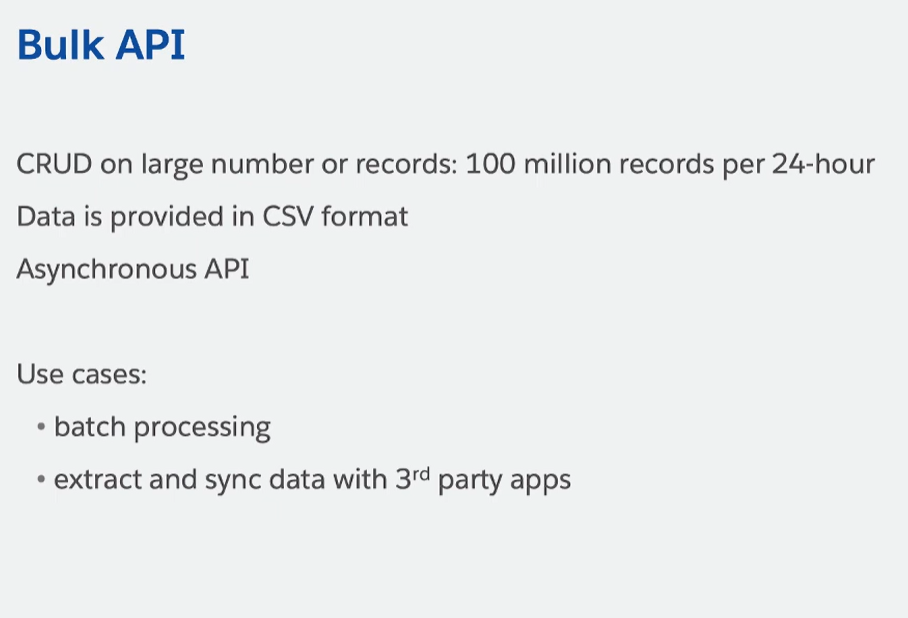 Bulk API
CRUD on large number or records: 100 million records per 24-hour
Data is provided in CSV format
Asynchronous API
Use cases:
• batch processing
• extract and sync data with 3rd party apps